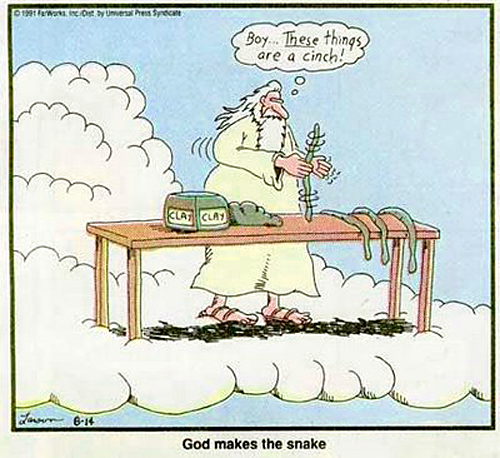 © 1991 FarWorks, Inc./Dist. by Universal Press Syndicate
Boy... These things
are a cinch!
CLAY CLAY
Larson 8-14
God makes the snake